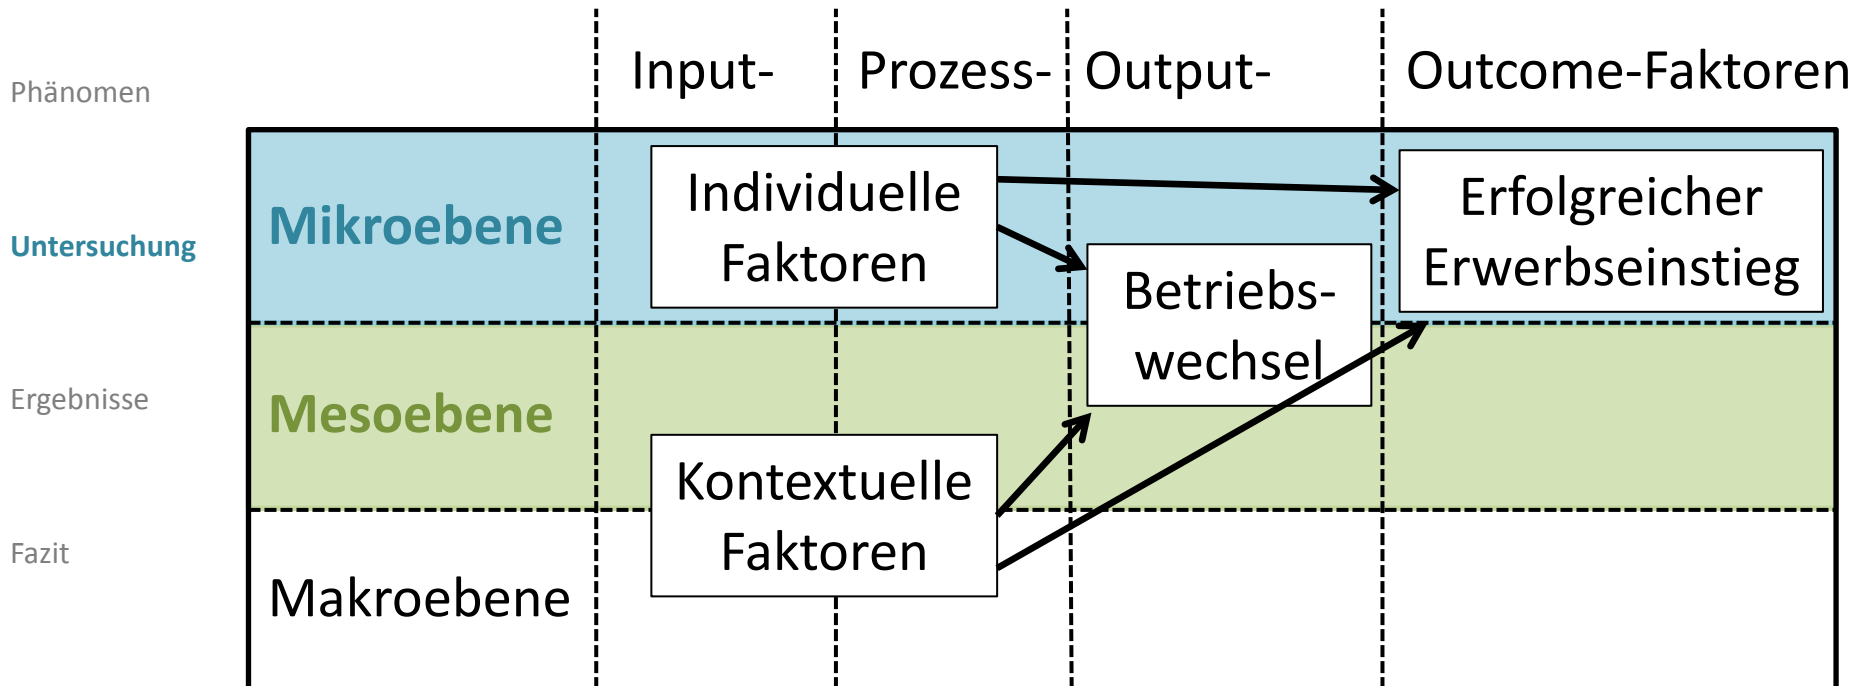 Phänomen
Untersuchung
Ergebnisse
Fazit
Input-
Prozess-
Output-
Outcome-Faktoren
Mikroebene
Individuelle
Faktoren
Betriebs-
wechsel
Erfolgreicher
Erwerbseinstieg
Mesoebene
Kontextuelle
Faktoren
Makroebene